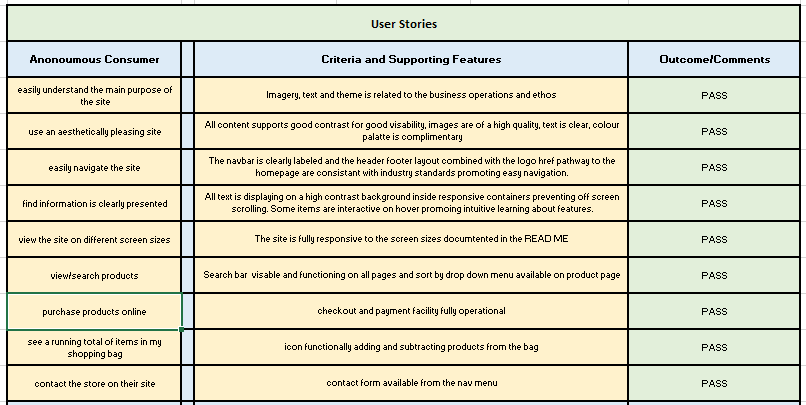 User Stories
Anonoumous Consumer
Criteria and Supporting Features
Outcome/Comments
easily understand the main purpose of
the site
Imagery, text and theme is related to the business operations and ethos
PASS
use an aesthetically pleasing site
All content supports good contrast for good visability, images are of a high quality, text is clear, colour
palatte is complimentary
PASS
easily navigate the site
The navbar is clearly labeled and the header footer layout combined with the logo href pathway to the
homepage are consistant with industry standards promoting easy navigation.
PASS
find information is clearly presented
All text is displaying on a high contrast background inside responsive containers preventing off screen
scrolling. Some items are interactive on hover promoing intuitive learning about features.
PASS
view the site on different screen sizes
The site is fully responsive to the screen sizes documtented in the READ ME
PASS
view/search products
Search bar visable and functioning on all pages and sort by drop down menu available on product page
PASS
purchase products online
checkout and payment facility fully operational
PASS
see a running total of items in my
shopping bag
icon functionally adding and subtracting products from the bag
PASS
contact the store on their site
contact form available from the nav menu
PASS